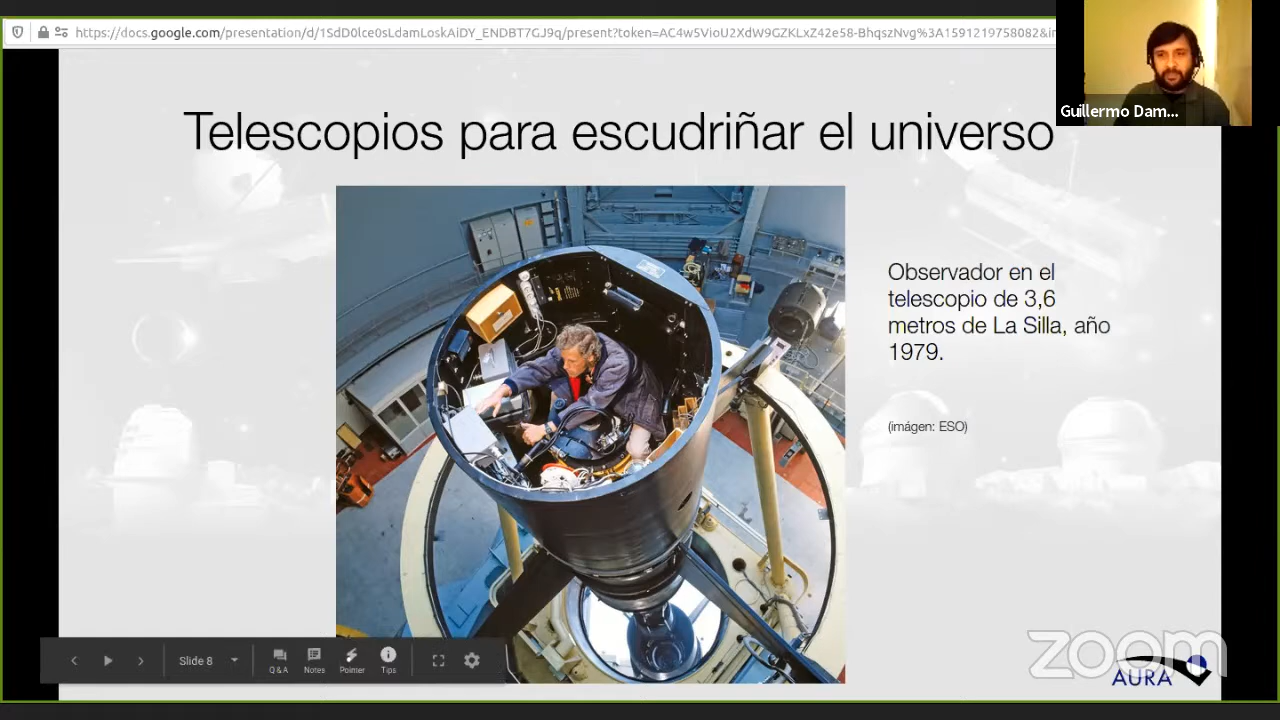 https://docs.google.com/presentation/d/1SdD0lce0sLdamLoskAiDY_ENDBT7GJ9q/present?token=AC4w5VioU2XdW9GZKLxZ42e58-BhqszNvg%3A1591219758082&i
Guillermo Dam...
Telescopios para escudriñar el universo
Observador en el
telescopio de 3,6
metros de La Silla, año
1979.
(imágen: ESO)
Slide 8
Q&A
Notes
Pointer
Tips
zoom
AURA